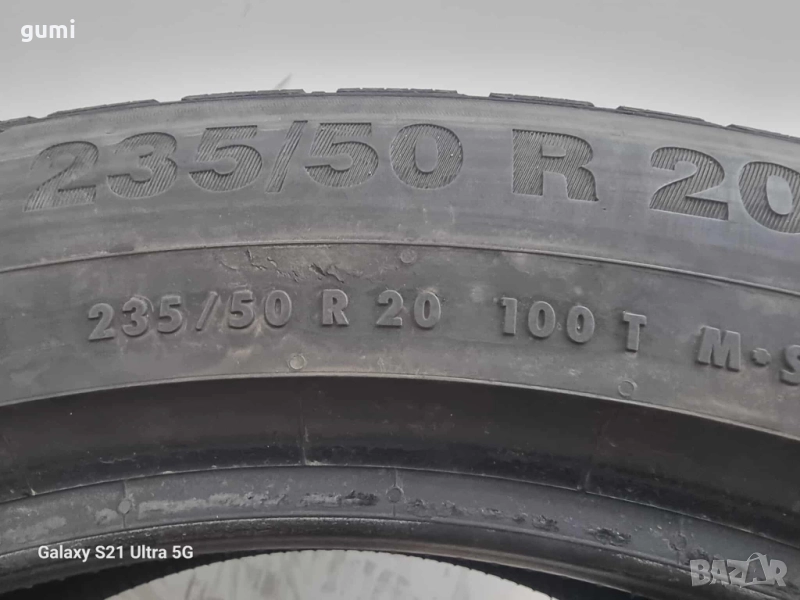 gumi
235/50 R 20
235/50 R 20 100 T M•S
Galaxy S21 Ultra 5G
BAZAR